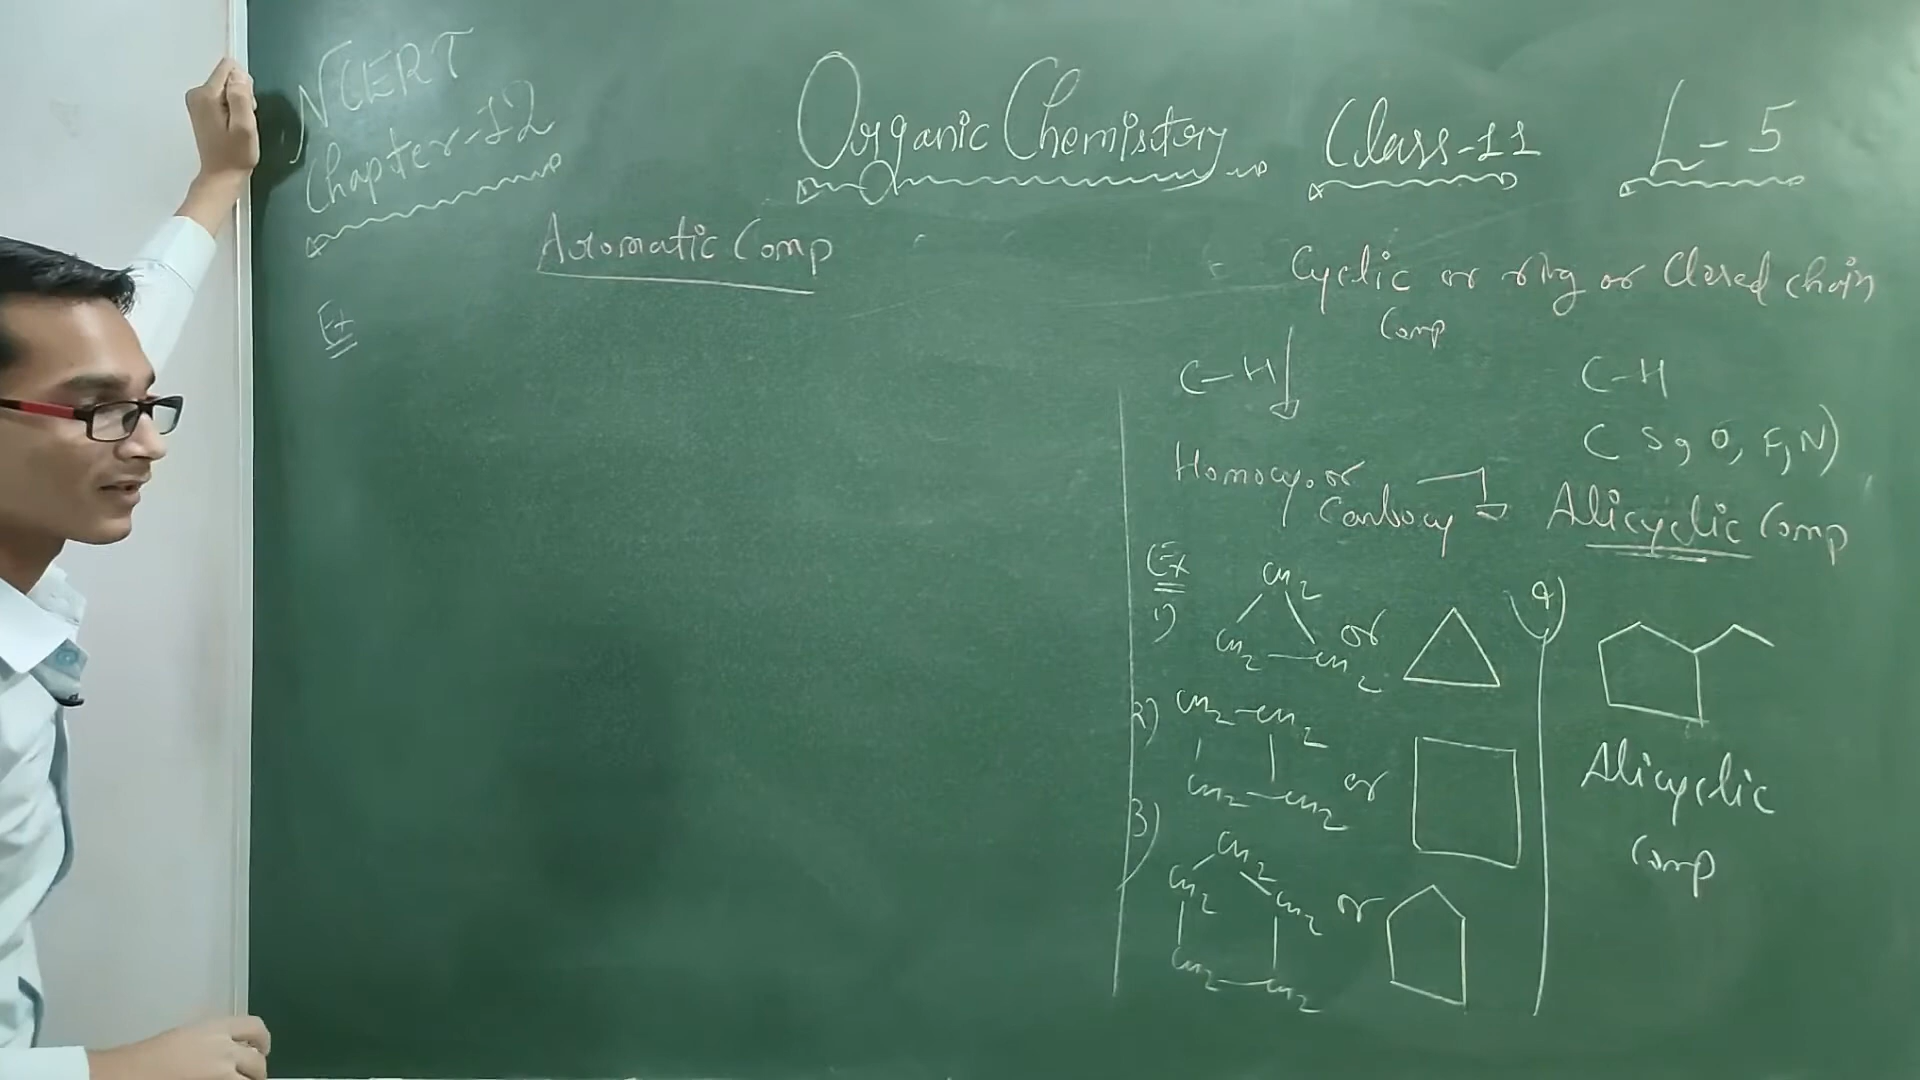 NCERT
Chapter-12
Organic Chemistory
Class-11
L-5
Aromatic Comp
Ex
Cyclic or ring or Closed chain
Comp
C-H
C-H
C S, O, F, N)
Homocy. or
Carbocy
Alicyclic Comp
Ex
1)
CH2
CH2 CH2
or
2)
CH2-CH2
CH2-CH2
or
3)
CH2
CH2 CH2
CH2-CH2
or
4)
Alicyclic
Comp